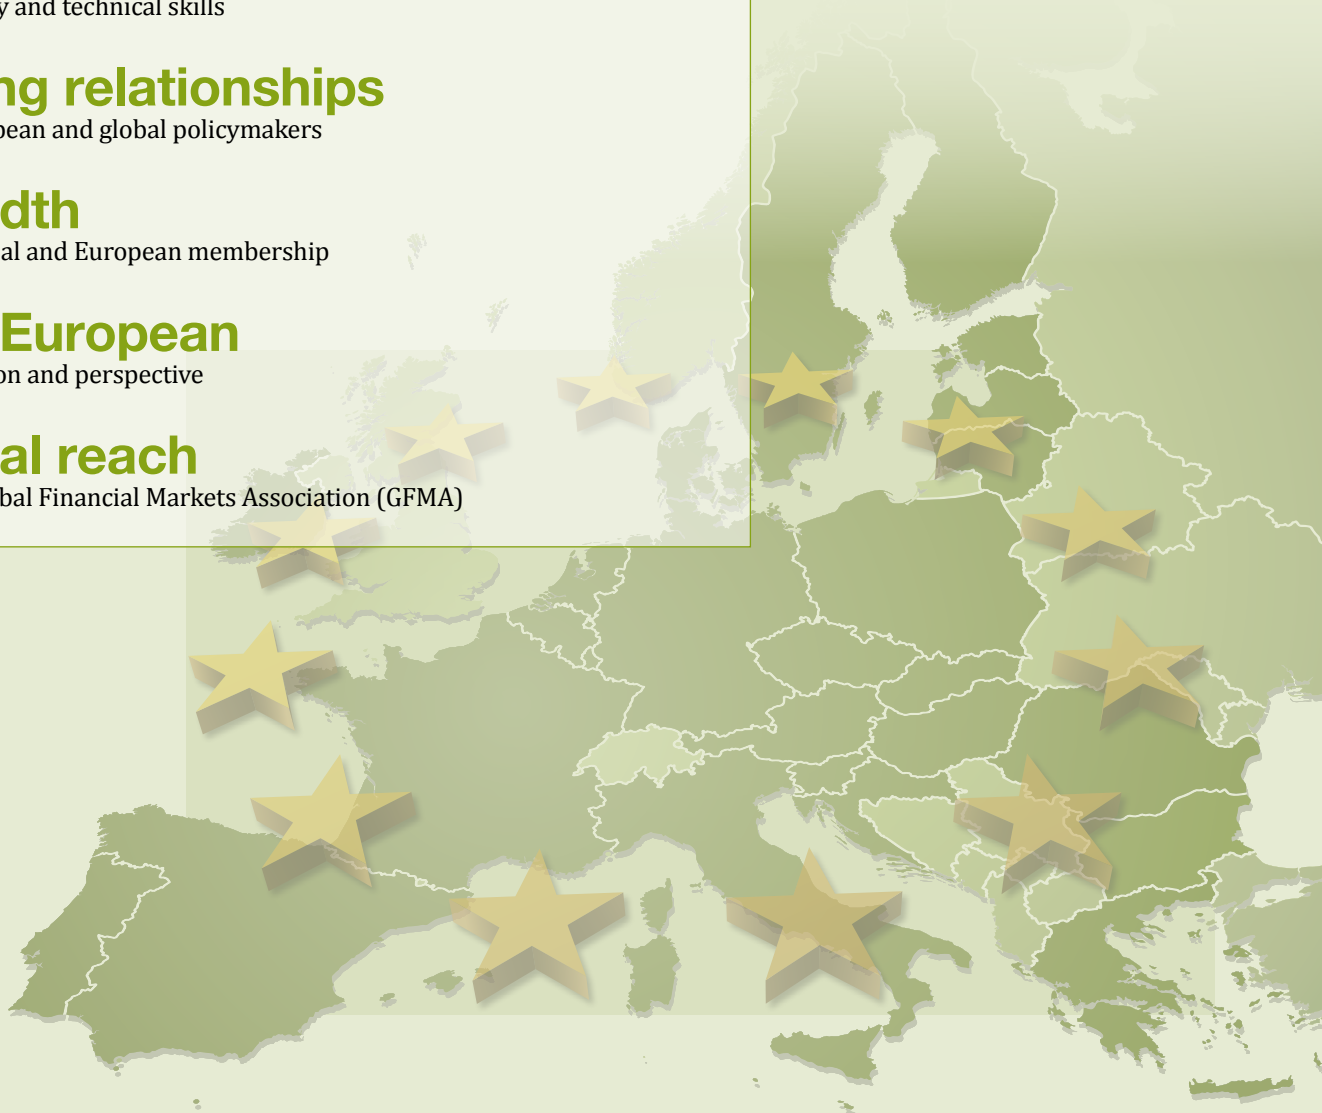 y and technical skills
ng relationships
pean and global policymakers
dth
al and European membership
European
on and perspective
al reach
bal Financial Markets Association (GFMA)